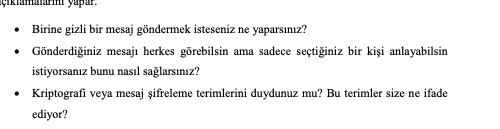 açıklamalarını yapar.
• Birine gizli bir mesaj göndermek isteseniz ne yaparsınız?
• Gönderdiğiniz mesajı herkes görebilsin ama sadece seçtiğiniz bir kişi anlayabilsin
istiyorsanız bunu nasıl sağlarsınız?
• Kriptografi veya mesaj şifreleme terimlerini duydunuz mu? Bu terimler size ne ifade
ediyor?